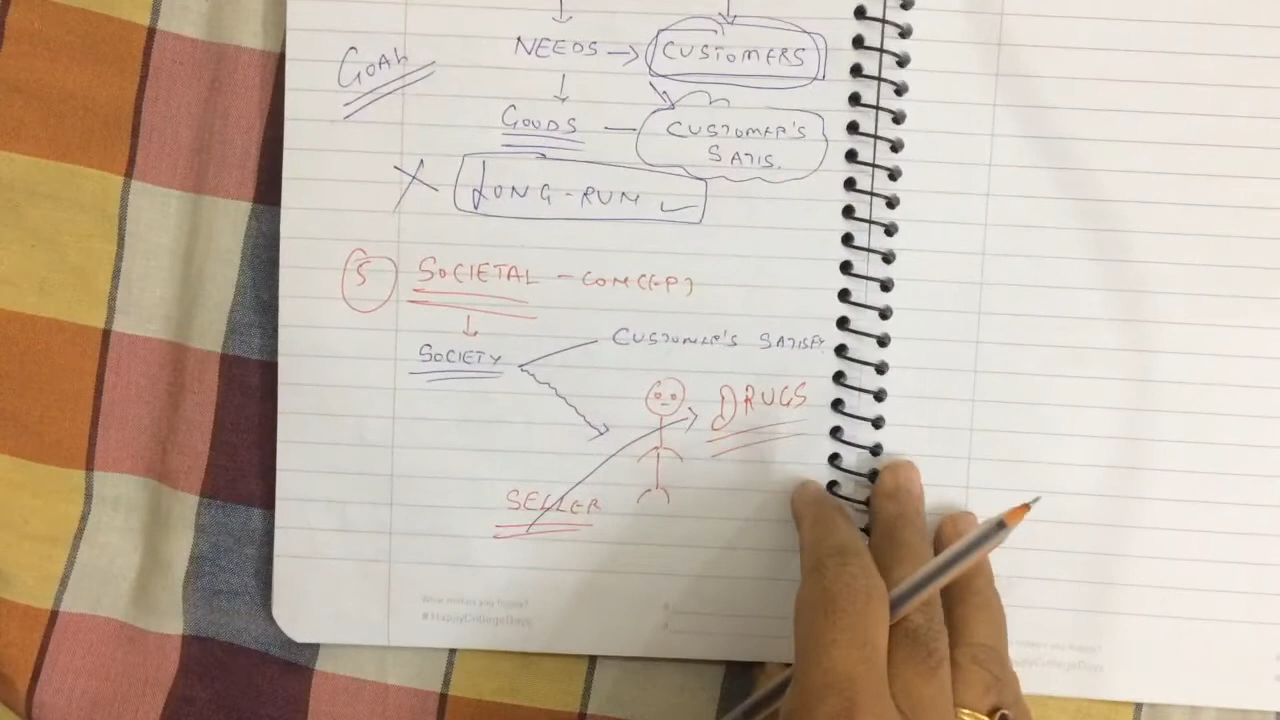 NEEDS → CUSTOMERS
GOAL
GOODS — CUSTOMER'S
SATIS.
X LONG-RUN ✓
5 SOCIETAL - CONCEPT
SOCIETY
CUSTOMER'S SATISFY
DRUGS
SELLER
What makes you happy?
#HappyCollegeDays